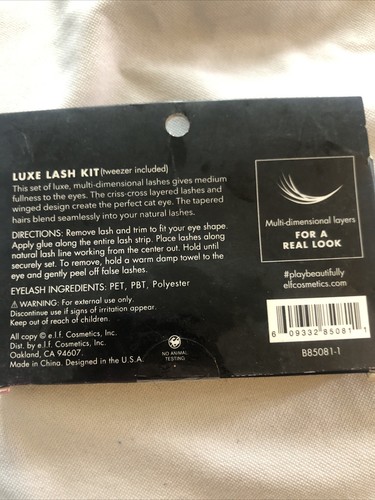 LUXE LASH KIT (tweezer included)
This set of luxe, multi-dimensional lashes gives medium
fullness to the eyes. The criss-cross layered lashes and
winged design create the perfect cat eye. The tapered
hairs blend seamlessly into your natural lashes.
DIRECTIONS: Remove lash and trim to fit your eye shape.
Apply glue along the entire lash strip. Place lashes along
natural lash line working from the center out. Hold until
securely set. To remove, hold a warm damp towel to the
eye and gently peel off false lashes.
EYELASH INGREDIENTS: PET, PBT, Polyester
⚠ WARNING: For external use only.
Discontinue use if signs of irritation appear.
Keep out of reach of children.
All copy © e.l.f. Cosmetics, Inc.
Dist. by e.l.f. Cosmetics, Inc.
Oakland, CA 94607.
Made in China. Designed in the U.S.A.
NO ANIMAL
TESTING
Multi-dimensional layers
FOR A
REAL LOOK
#playbeautifully
elfcosmetics.com
6 09332 85081 1
B85081-1